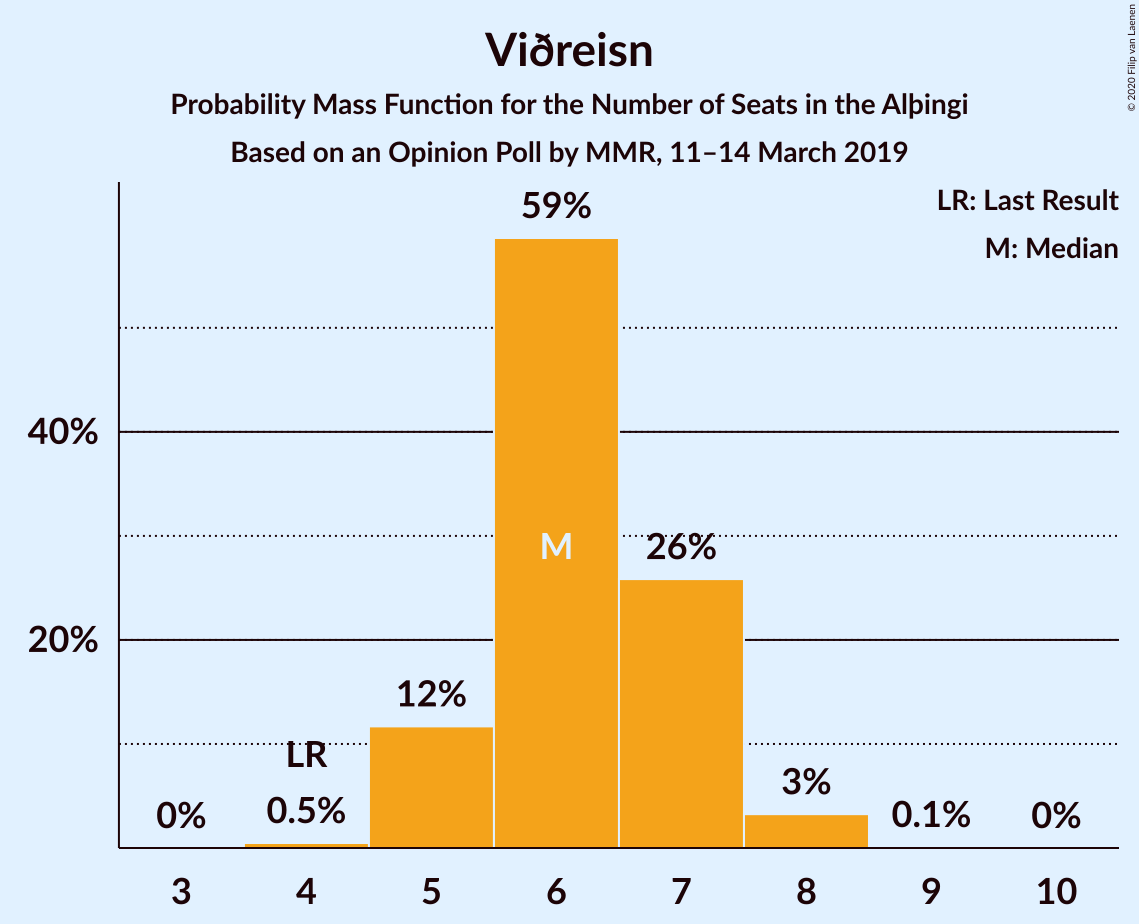 Viðreisn
Probability Mass Function for the Number of Seats in the Alþingi
Based on an Opinion Poll by MMR, 11–14 March 2019
© 2020 Filip van Laenen
LR: Last Result
M: Median
59%
40%
M
26%
20%
12%
LR
0%
0.5%
3%
0.1%
0%
3
4
5
6
7
8
9
10